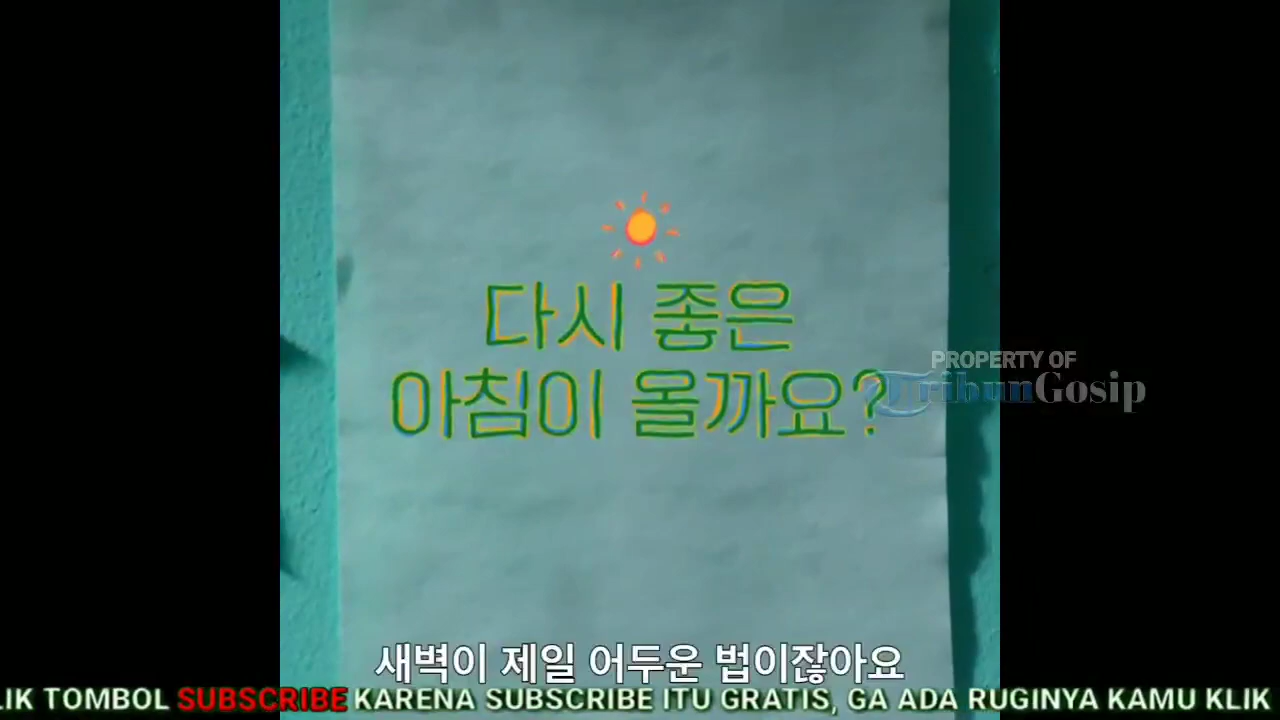 다시 좋은
아침이 올까요?
PROPERTY OF
TribunGosip
새벽이 제일 어두운 법이잖아요
LIK TOMBOL SUBSCRIBE KARENA SUBSCRIBE ITU GRATIS, GA ADA RUGINYA KAMU KLIK